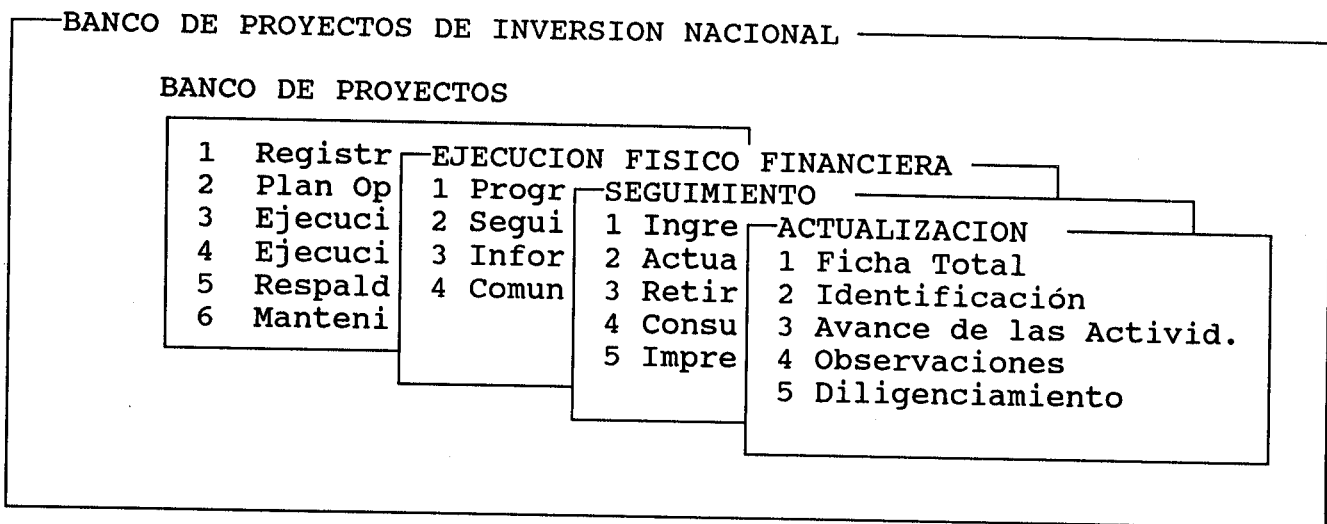 BANCO DE PROYECTOS DE INVERSION NACIONAL
BANCO DE PROYECTOS
1 Registr
2 Plan Op
3 Ejecuci
4 Ejecuci
5 Respald
6 Manteni
EJECUCION FISICO FINANCIERA
1 Progr
2 Segui
3 Infor
4 Comun
SEGUIMIENTO
1 Ingre
2 Actua
3 Retir
4 Consu
5 Impre
ACTUALIZACION
1 Ficha Total
2 Identificación
3 Avance de las Activid.
4 Observaciones
5 Diligenciamiento